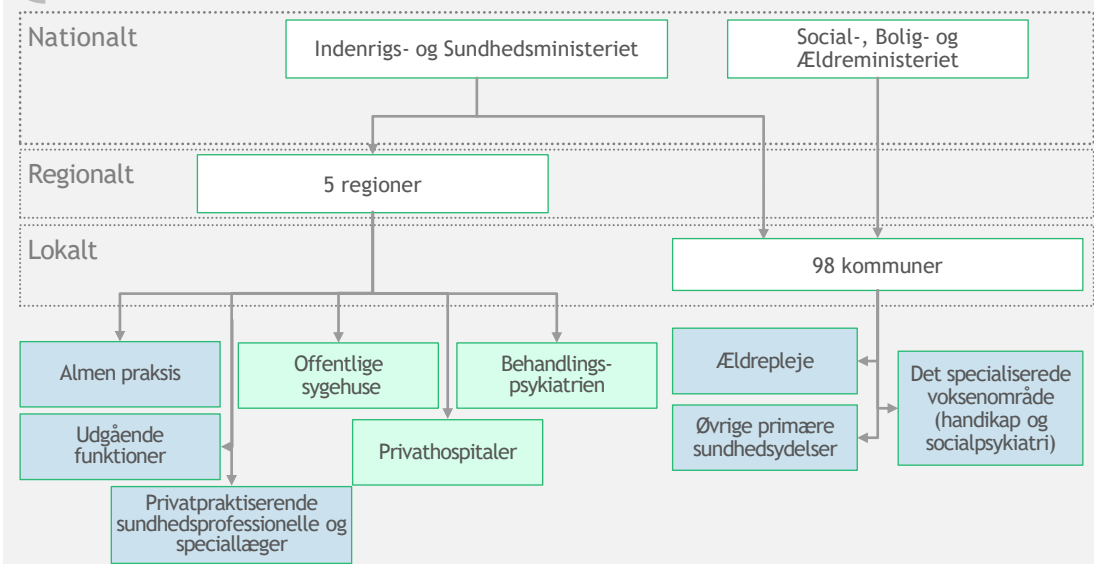 Nationalt
Indenrigs- og Sundhedsministeriet
Social-, Bolig- og
Ældreministeriet
Regionalt
5 regioner
Lokalt
98 kommuner
Almen praksis
Offentlige
sygehuse
Behandlings-
psykiatrien
Ældrepleje
Det specialiserede
voksenområde
(handikap og
socialpsykiatri)
Udgående
funktioner
Privathospitaler
Øvrige primære
sundhedsydelser
Privatpraktiserende
sundhedsprofessionelle og
speciallæger